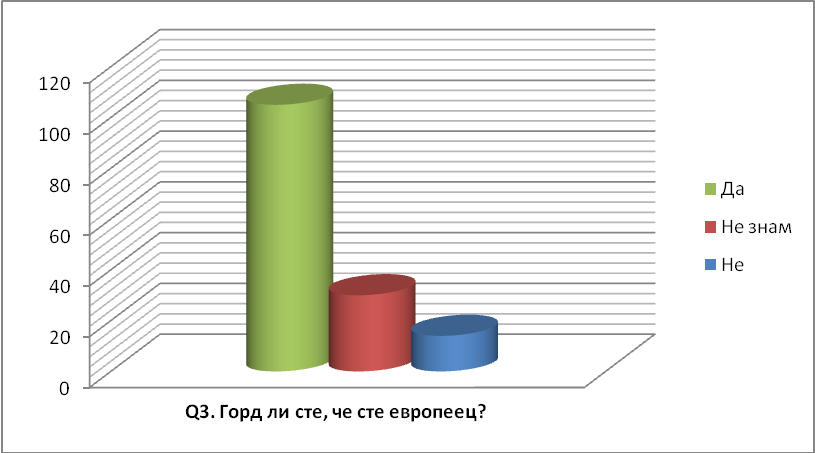 120
100
80
60
40
20
0
Да
Не знам
Не
Q3. Горд ли сте, че сте европеец?